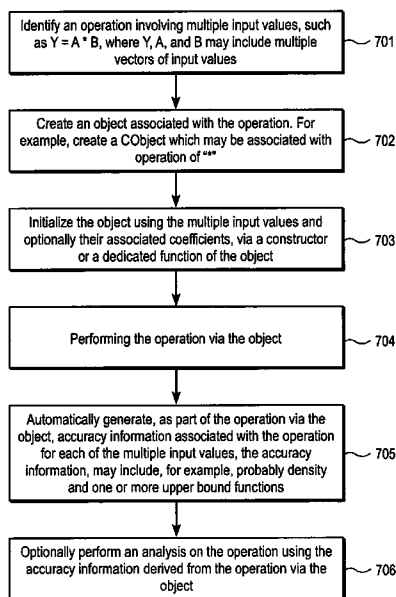 Identify an operation involving multiple input values, such
as Y = A * B, where Y, A, and B may include multiple
vectors of input values
701
Create an object associated with the operation. For
example, create a CObject which may be associated with
operation of "*"
702
Initialize the object using the multiple input values and
optionally their associated coefficients, via a constructor
or a dedicated function of the object
703
Performing the operation via the object
704
Automatically generate, as part of the operation via the
object, accuracy information associated with the operation
for each of the multiple input values, the accuracy
information, may include, for example, probably density
and one or more upper bound functions
705
Optionally perform an analysis on the operation using the
accuracy information derived from the operation via the
object
706